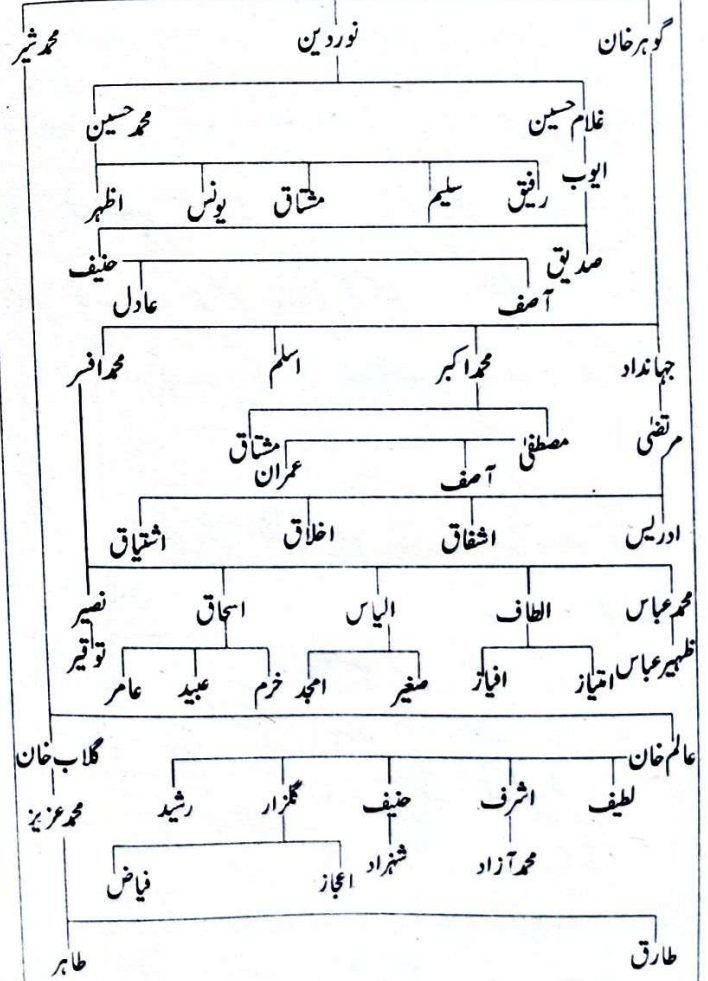 گوہر خان نوردین محمد شیر
غلام حسین محمد حسین
ایوب رفیق سلیم مشتاق یونس اظہر
صدیق حنیف
آصف عادل
جہانداد محمد اکبر اسلم محمد افسر
مرتضیٰ مصطفیٰ مشتاق
آصف عمران
ادریس اشفاق اخلاق اشتیاق
محمد عباس الطاف الیاس اسحاق نصیر
ظہیر عباس امتیاز افیاز صغیر امجد خرم عبید عامر توقیر
عالم خان گلاب خان
لطیف اشرف حنیف گلزار رشید محمد عزیز
محمد آزاد شہزاد اعجاز فیاض
طارق طاہر